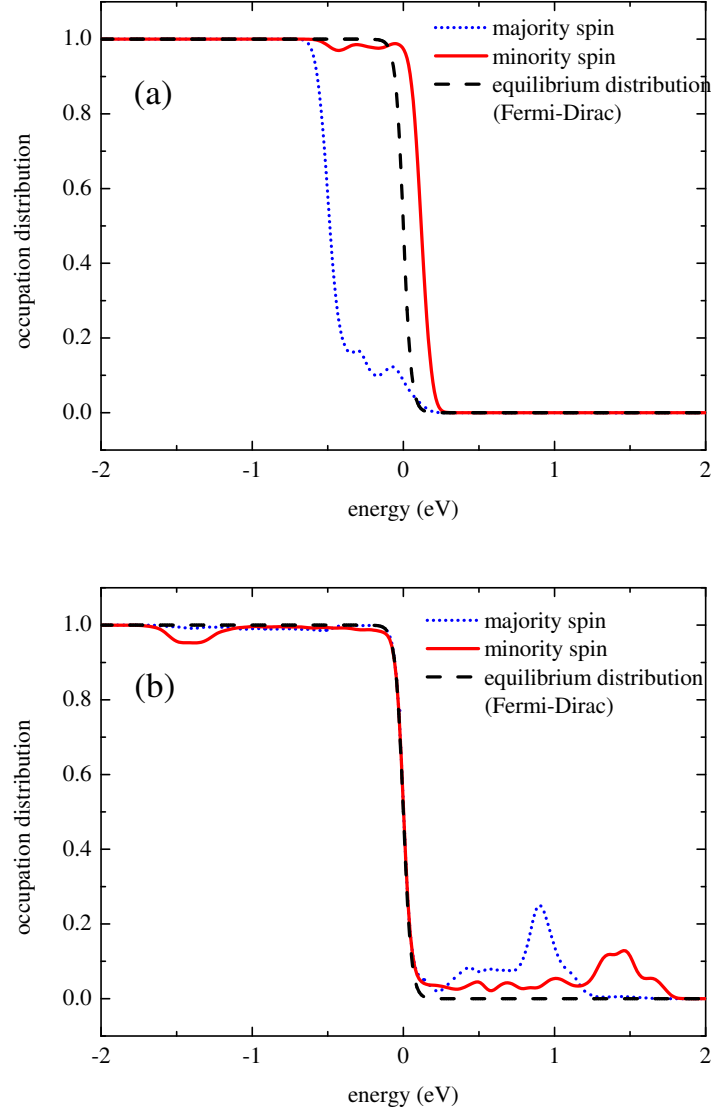 majority spin
minority spin
equilibrium distribution
(Fermi-Dirac)
(a)
1.0
0.8
0.6
0.4
0.2
0.0
occupation distribution
-2
-1
0
1
2
energy (eV)
majority spin
minority spin
equilibrium distribution
(Fermi-Dirac)
(b)
1.0
0.8
0.6
0.4
0.2
0.0
occupation distribution
-2
-1
0
1
2
energy (eV)